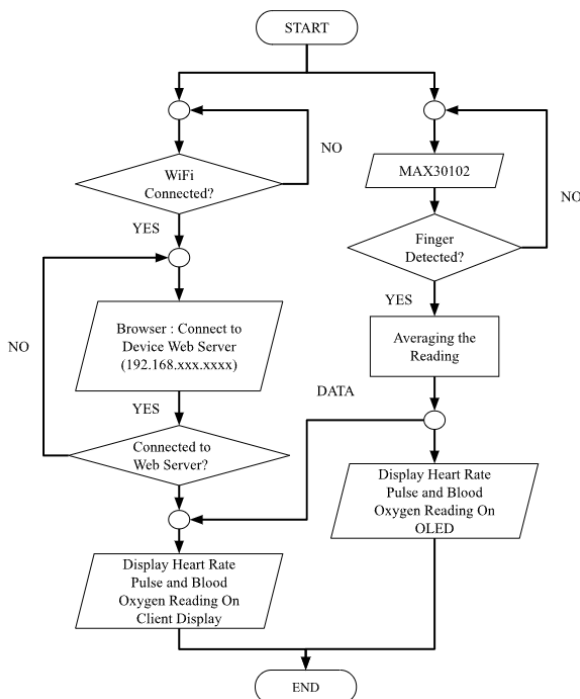 START
NO
WiFi
Connected?
YES
NO
Browser : Connect to
Device Web Server
(192.168.xxx.xxxx)
YES
Connected to
Web Server?
Display Heart Rate
Pulse and Blood
Oxygen Reading On
Client Display
MAX30102
NO
Finger
Detected?
YES
Averaging the
Reading
DATA
Display Heart Rate
Pulse and Blood
Oxygen Reading On
OLED
END